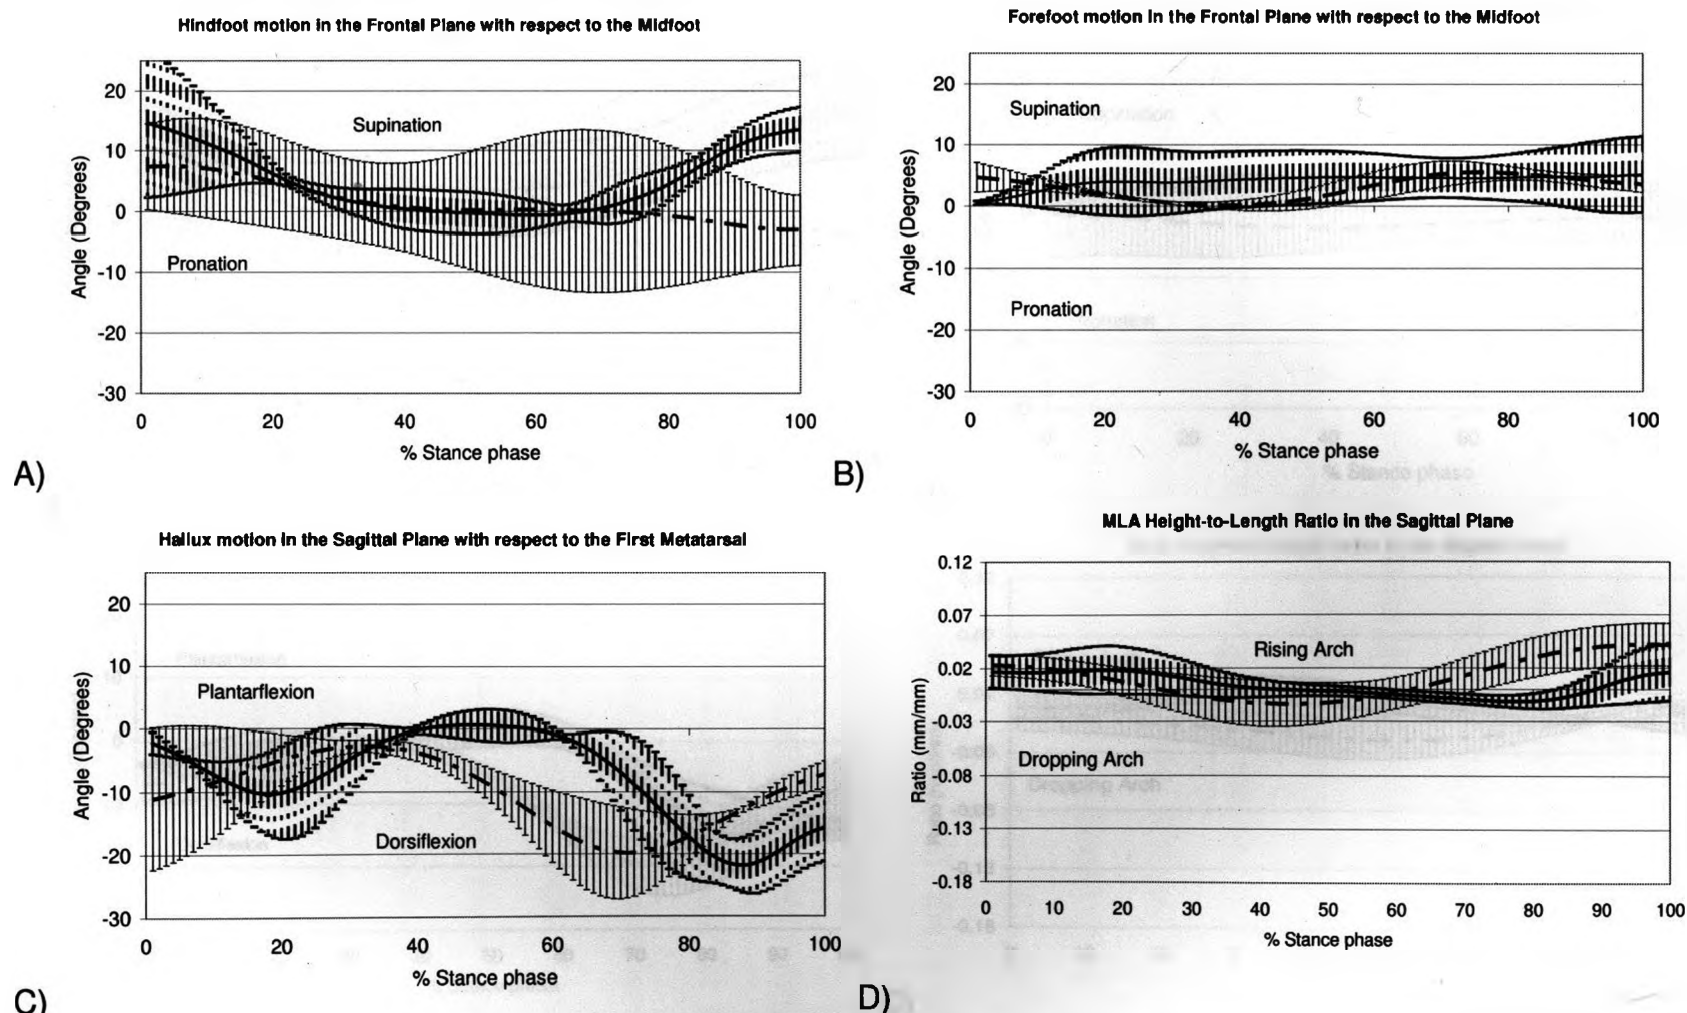 Hindfoot motion in the Frontal Plane with respect to the Midfoot
20
10
0
-10
-20
-30
Angle (Degrees)
Supination
Pronation
0 20 40 60 80 100
% Stance phase
A)
Forefoot motion in the Frontal Plane with respect to the Midfoot
20
10
0
-10
-20
-30
Angle (Degrees)
Supination
Pronation
0 20 40 60 80 100
% Stance phase
B)
Hallux motion in the Sagittal Plane with respect to the First Metatarsal
20
10
0
-10
-20
-30
Angle (Degrees)
Plantarflexion
Dorsiflexion
0 20 40 60 80 100
% Stance phase
C)
MLA Height-to-Length Ratio in the Sagittal Plane
0.12
0.07
0.02
-0.03
-0.08
-0.13
-0.18
Ratio (mm/mm)
Rising Arch
Dropping Arch
0 10 20 30 40 50 60 70 80 90 100
% Stance phase
D)